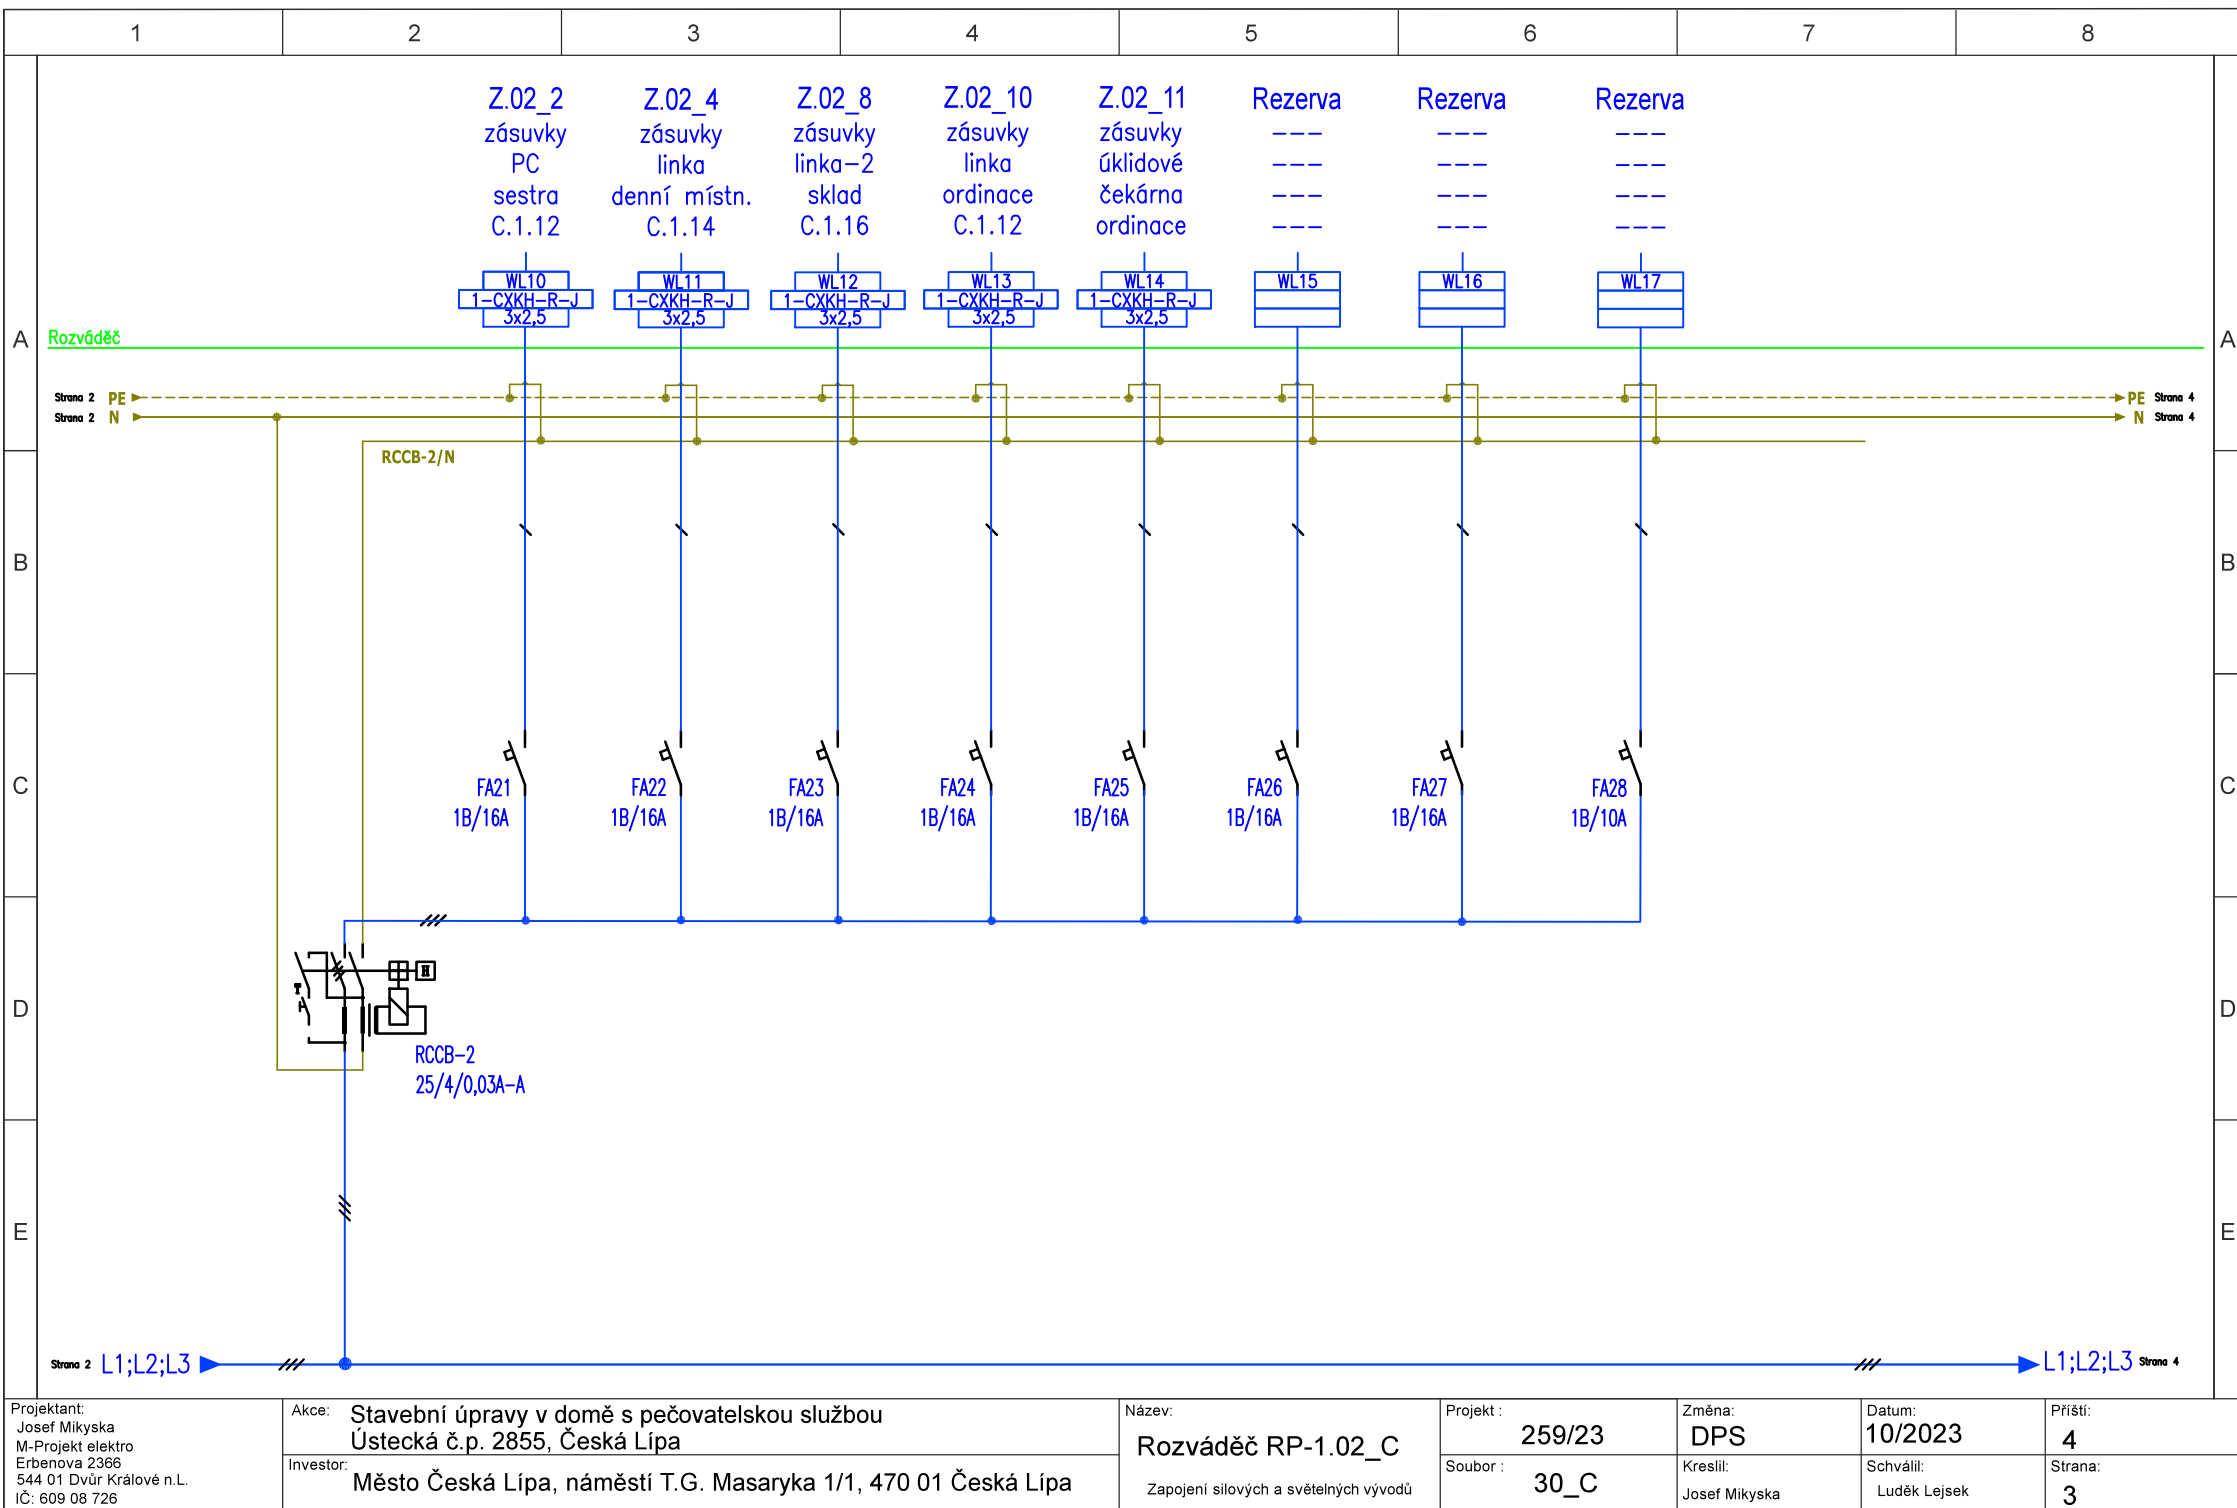 1 2 3 4 5 6 7 8
Z.02_2 Z.02_4 Z.02_8 Z.02_10 Z.02_11 Rezerva Rezerva Rezerva
zásuvky zásuvky zásuvky zásuvky zásuvky --- --- ---
PC linka linka-2 linka úklidové --- --- ---
sestra denní místn. sklad ordinace čekárna --- --- ---
C.1.12 C.1.14 C.1.16 C.1.12 ordinace --- --- ---
WL10 WL11 WL12 WL13 WL14 WL15 WL16 WL17
1-CXKH-R-J 1-CXKH-R-J 1-CXKH-R-J 1-CXKH-R-J 1-CXKH-R-J
3x2,5 3x2,5 3x2,5 3x2,5 3x2,5
A Rozváděč A
Strana 2 PE PE Strana 4
Strana 2 N N Strana 4
RCCB-2/N
B B
FA21 FA22 FA23 FA24 FA25 FA26 FA27 FA28
C C
1B/16A 1B/16A 1B/16A 1B/16A 1B/16A 1B/16A 1B/16A 1B/10A
H
T
D D
RCCB-2
25/4/0,03A-A
E E
Strana 2 L1;L2;L3 L1;L2;L3 Strana 4
Projektant:
Josef Mikyska
M-Projekt elektro
Erbenova 2366
544 01 Dvůr Králové n.L.
IČ: 609 08 726
Akce: Stavební úpravy v domě s pečovatelskou službou
Ústecká č.p. 2855, Česká Lípa
Investor: Město Česká Lípa, náměstí T.G. Masaryka 1/1, 470 01 Česká Lípa
Název:
Rozváděč RP-1.02_C
Zapojení silových a světelných vývodů
Projekt : 259/23
Soubor : 30_C
Změna:
DPS
Kreslil:
Josef Mikyska
Datum:
10/2023
Schválil:
Luděk Lejsek
Příští:
4
Strana:
3